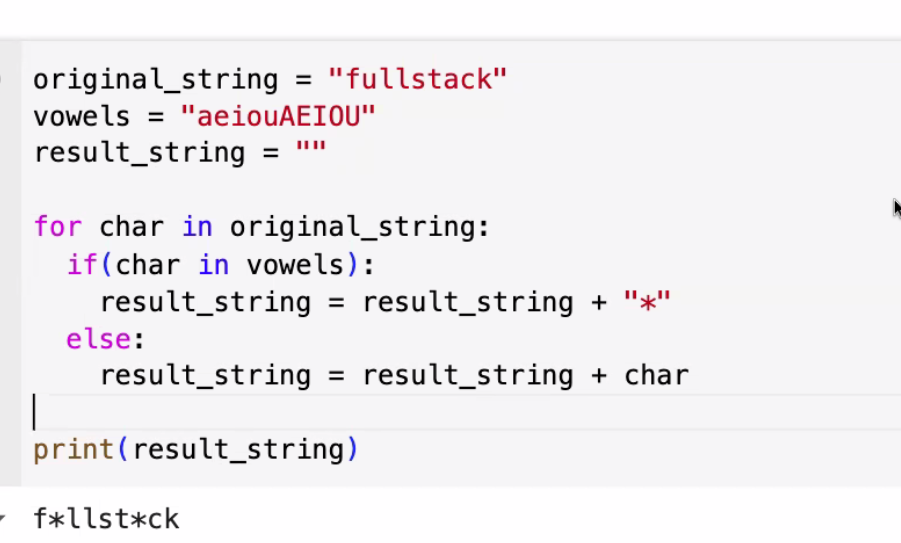 original_string = "fullstack"
vowels = "aeiouAEIOU"
result_string = ""
for char in original_string:
  if(char in vowels):
    result_string = result_string + "*"
  else:
    result_string = result_string + char
print(result_string)
f*llst*ck